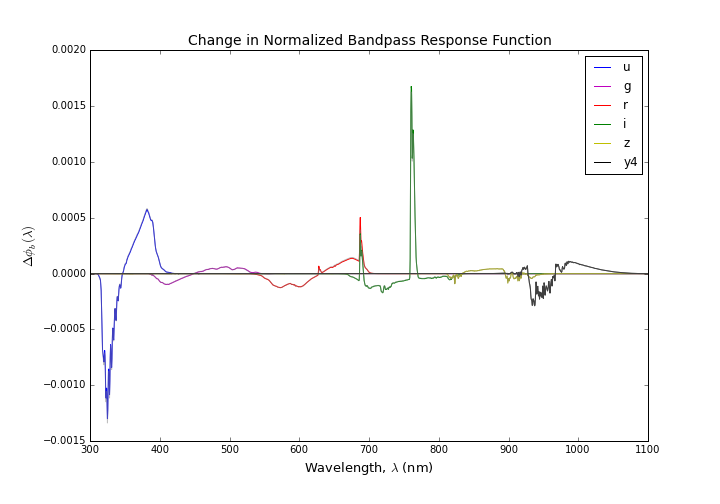 Change in Normalized Bandpass Response Function
0.0020
0.0015
0.0010
0.0005
0.0000
−0.0005
−0.0010
−0.0015
Δϕ_b (λ)
u
g
r
i
z
y4
300 400 500 600 700 800 900 1000 1100
Wavelength, λ (nm)